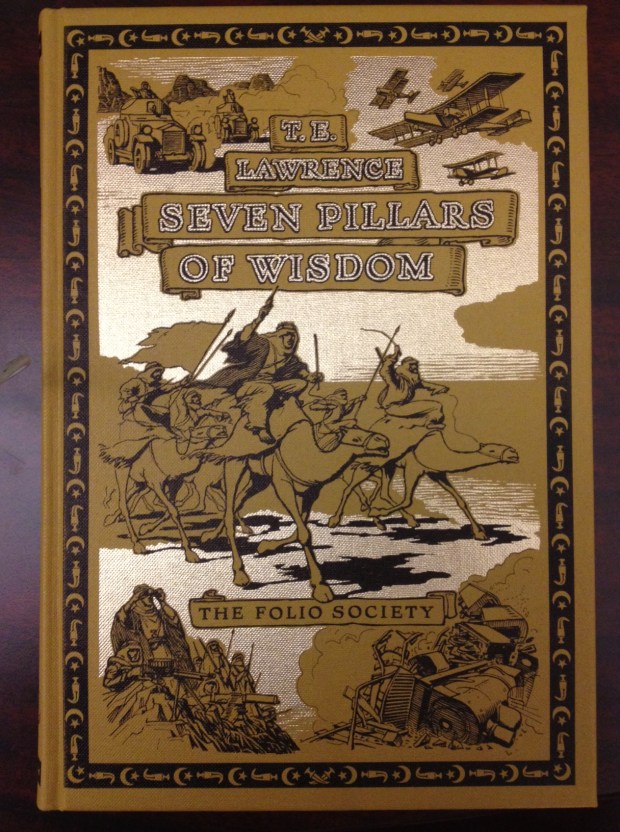 T. E.
LAWRENCE
SEVEN PILLARS
OF WISDOM
THE FOLIO SOCIETY